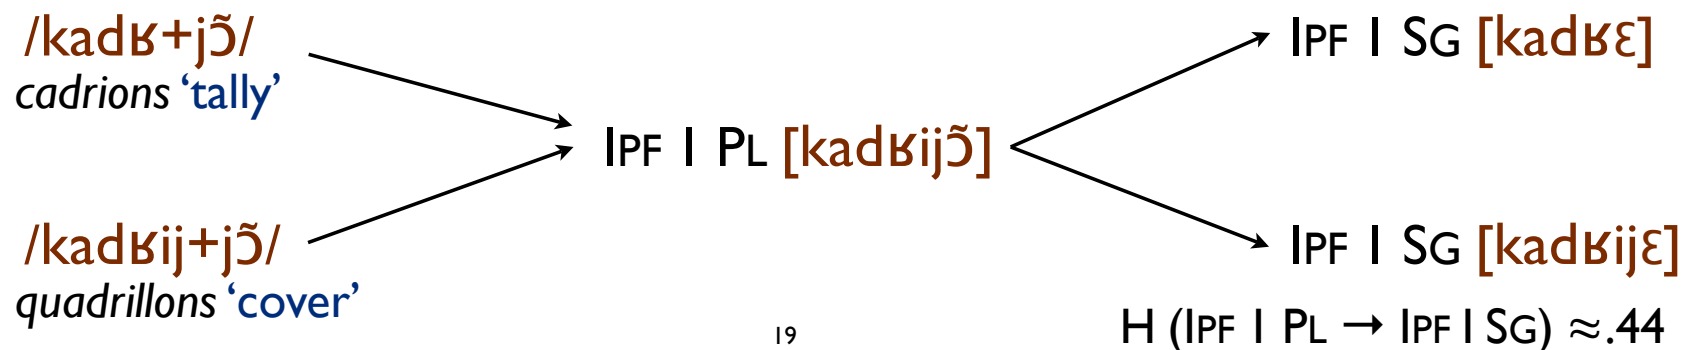 /kadʁ+jɔ̃/
cadrions ‘tally’
IPF 1 PL [kadʁijɔ̃]
IPF 1 SG [kadʁɛ]
/kadʁij+jɔ̃/
quadrillons ‘cover’
IPF 1 SG [kadʁijɛ]
H (IPF 1 PL → IPF 1 SG) ≈.44
19